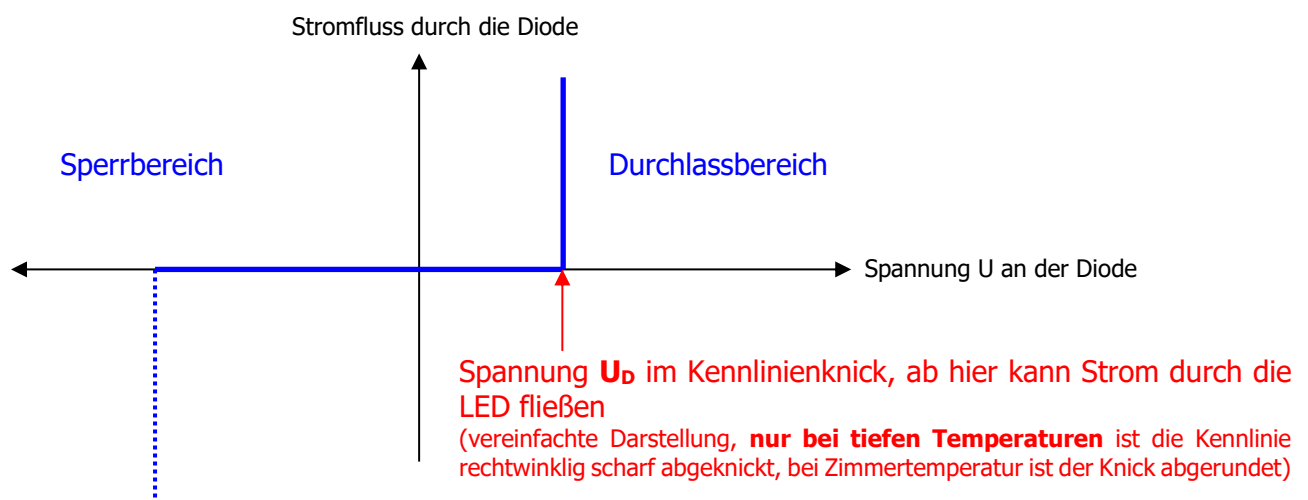 Stromfluss durch die Diode
Sperrbereich
Durchlassbereich
Spannung U an der Diode
Spannung U_D im Kennlinienknick, ab hier kann Strom durch die
LED fließen
(vereinfachte Darstellung, nur bei tiefen Temperaturen ist die Kennlinie
rechtwinklig scharf abgeknickt, bei Zimmertemperatur ist der Knick abgerundet)